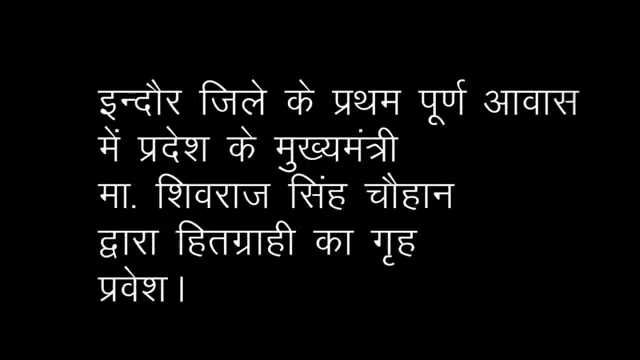 इन्दौर जिले के प्रथम पूर्ण आवास
में प्रदेश के मुख्यमंत्री
मा. शिवराज सिंह चौहान
द्वारा हितग्राही का गृह
प्रवेश।